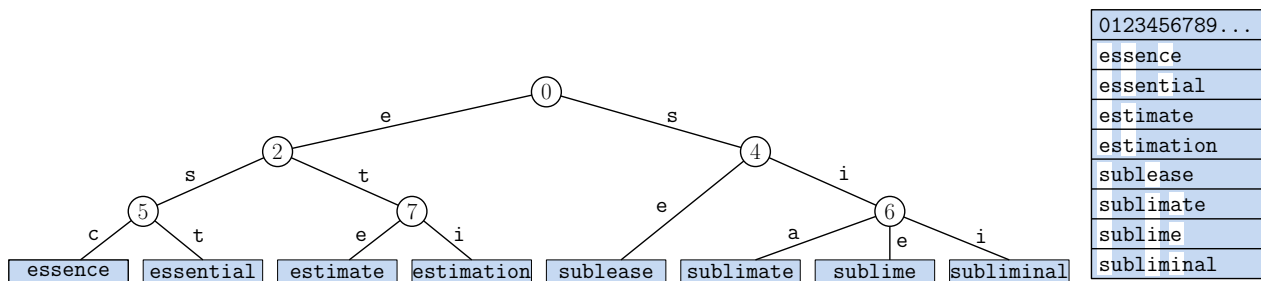 0
e
s
2
4
s
t
e
i
5
7
6
c
t
e
i
a
e
i
essence
essential
estimate
estimation
sublease
sublimate
sublime
subliminal
0123456789...
essence
essential
estimate
estimation
sublease
sublimate
sublime
subliminal